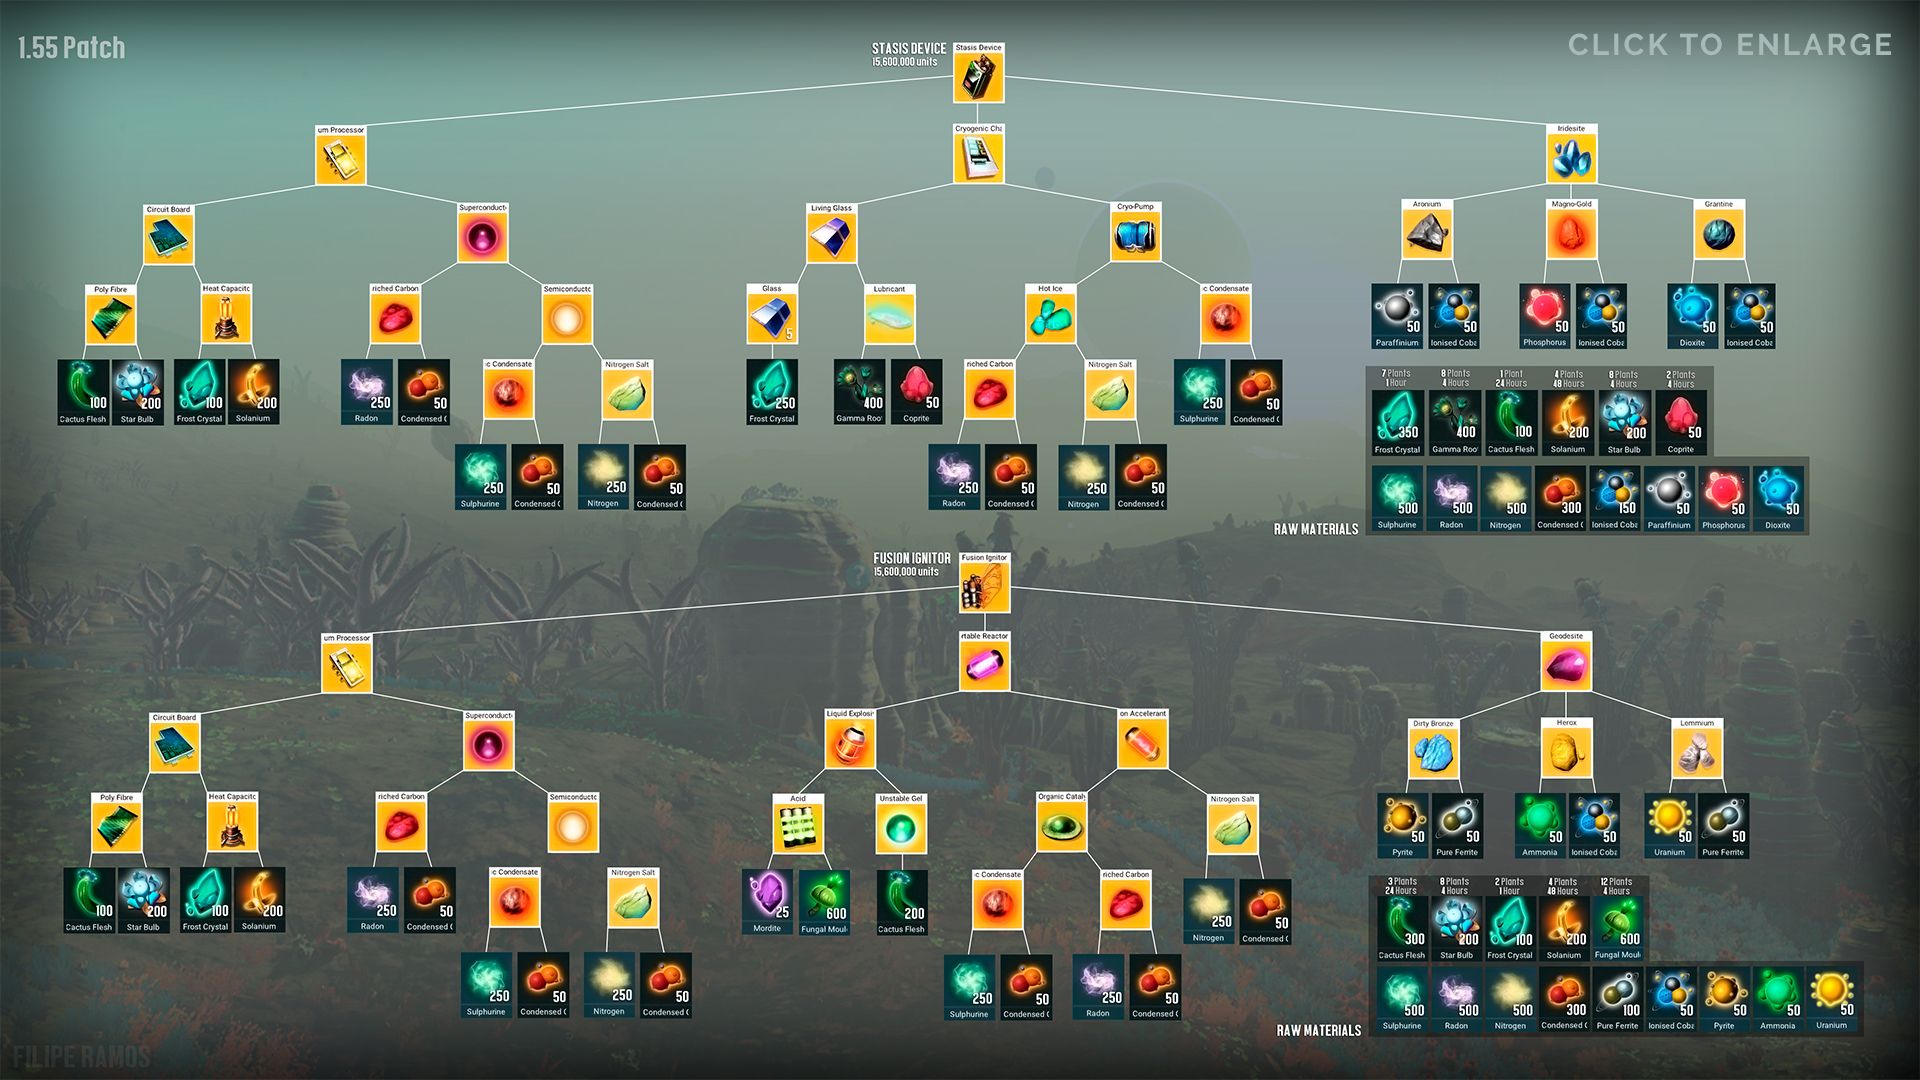 1.55 Patch
CLICK TO ENLARGE
STASIS DEVICE
15,600,000 units
Stasis Device
um Processor
Cryogenic Cha
Iridesite
Circuit Board
Superconduct
Living Glass
Cryo-Pump
Aronium
Magno-Gold
Grantine
Poly Fibre
Heat Capacito
riched Carbon
Semiconducto
Glass
5
Lubricant
Hot Ice
c Condensate
50
Paraffinium
50
Ionised Coba
50
Phosphorus
50
Ionised Coba
50
Dioxite
50
Ionised Coba
100
Cactus Flesh
200
Star Bulb
100
Frost Crystal
200
Solanium
250
Radon
50
Condensed C
c Condensate
Nitrogen Salt
250
Frost Crystal
400
Gamma Roo
50
Coprite
riched Carbon
Nitrogen Salt
250
Sulphurine
50
Condensed C
250
Sulphurine
50
Condensed C
250
Nitrogen
50
Condensed C
250
Radon
50
Condensed C
250
Nitrogen
50
Condensed C
7 Plants
1 Hour
8 Plants
4 Hours
1 Plant
24 Hours
4 Plants
48 Hours
8 Plants
4 Hours
2 Plants
4 Hours
350
Frost Crystal
400
Gamma Roo
100
Cactus Flesh
200
Solanium
200
Star Bulb
50
Coprite
RAW MATERIALS
500
Sulphurine
500
Radon
500
Nitrogen
300
Condensed C
150
Ionised Coba
50
Paraffinium
50
Phosphorus
50
Dioxite
FUSION IGNITOR
15,600,000 units
Fusion Ignitor
um Processor
rtable Reactor
Geodesite
Circuit Board
Superconduct
Liquid Explosi
on Accelerant
Dirty Bronze
Herox
Lemmium
Poly Fibre
Heat Capacito
riched Carbon
Semiconducto
Acid
Unstable Gel
Organic Cataly
Nitrogen Salt
50
Pyrite
50
Pure Ferrite
50
Ammonia
50
Ionised Coba
50
Uranium
50
Pure Ferrite
100
Cactus Flesh
200
Star Bulb
100
Frost Crystal
200
Solanium
250
Radon
50
Condensed C
c Condensate
Nitrogen Salt
25
Mordite
600
Fungal Moul
200
Cactus Flesh
c Condensate
riched Carbon
250
Nitrogen
50
Condensed C
250
Sulphurine
50
Condensed C
250
Nitrogen
50
Condensed C
250
Sulphurine
50
Condensed C
250
Radon
50
Condensed C
3 Plants
24 Hours
8 Plants
4 Hours
2 Plants
1 Hour
4 Plants
48 Hours
12 Plants
4 Hours
300
Cactus Flesh
200
Star Bulb
100
Frost Crystal
200
Solanium
600
Fungal Moul
RAW MATERIALS
500
Sulphurine
500
Radon
500
Nitrogen
300
Condensed C
100
Pure Ferrite
50
Ionised Coba
50
Pyrite
50
Ammonia
50
Uranium
FILIPE RAMOS